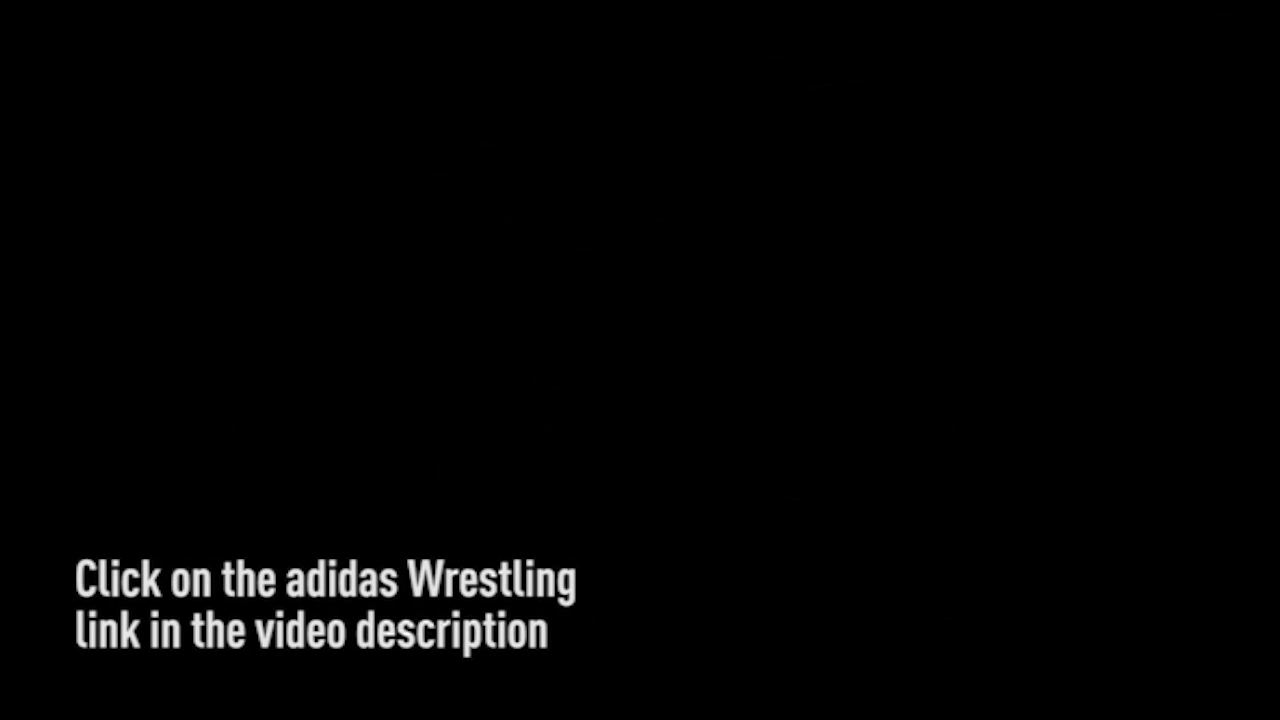 Click on the adidas Wrestling
link in the video description